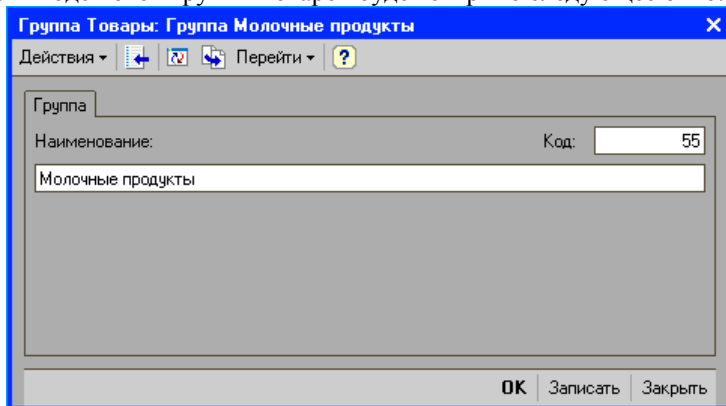 Группа Товары: Группа Молочные продукты
Действия Перейти ?
Группа
Наименование: Код: 55
Молочные продукты
OK Записать Закрыть